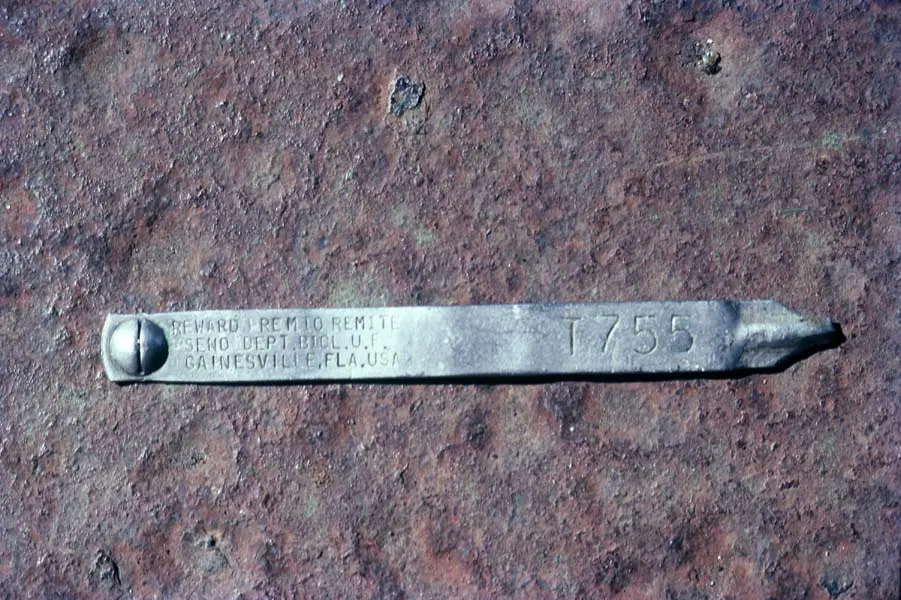 REWARD PREMIO REMITE
SEND DEPT.BIOL.U.F.
GAINESVILLE,FLA.USA
T755